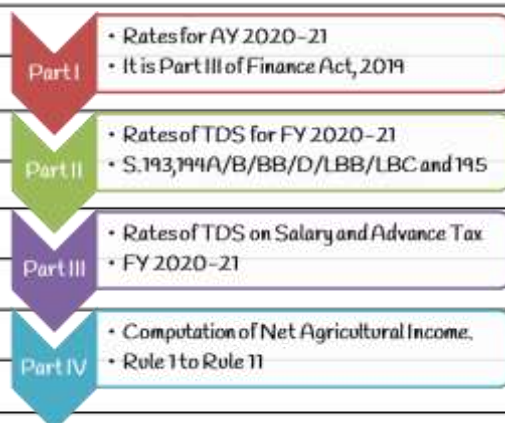 Part I
• Rates for AY 2020-21
• It is Part III of Finance Act, 2019
Part II
• Rates of TDS for FY 2020-21
• S.193,194A/B/BB/D/LBB/LBC and 195
Part III
• Rates of TDS on Salary and Advance Tax
• FY 2020-21
Part IV
• Computation of Net Agricultural Income.
• Rule 1 to Rule 11